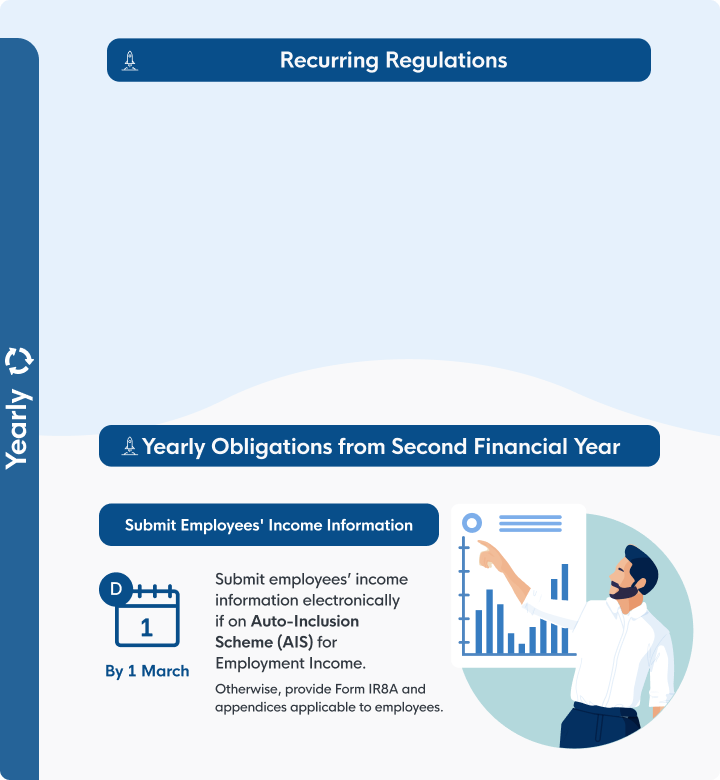 Recurring Regulations
Yearly
Yearly Obligations from Second Financial Year
Submit Employees' Income Information
D
1
By 1 March
Submit employees’ income
information electronically
if on Auto-Inclusion
Scheme (AIS) for
Employment Income.
Otherwise, provide Form IR8A and
appendices applicable to employees.